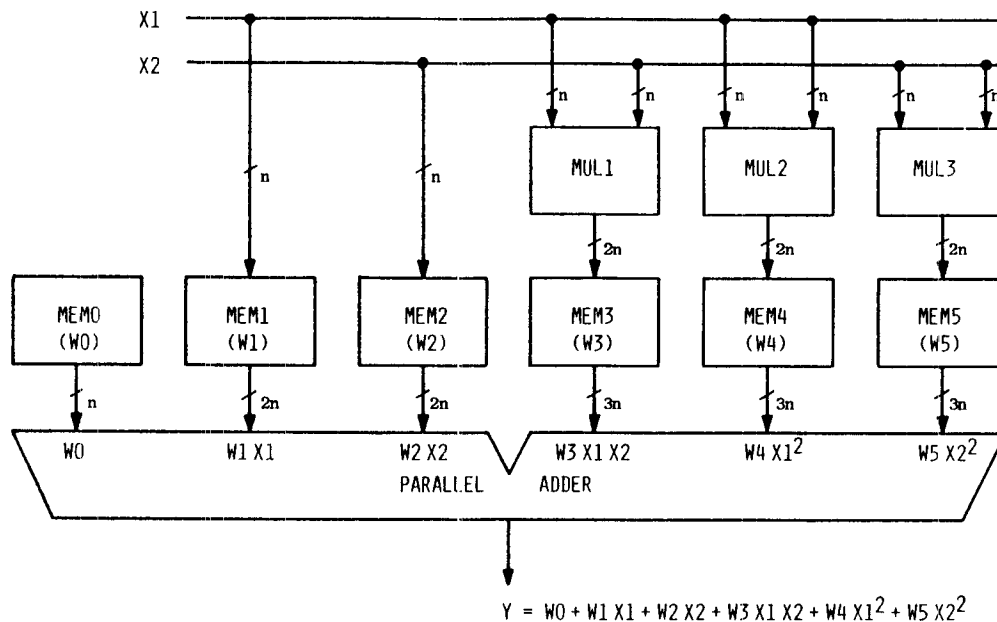 X1
X2
n n n n n n
n n
MUL1 MUL2 MUL3
2n 2n 2n
MEM0 MEM1 MEM2 MEM3 MEM4 MEM5
(W0) (W1) (W2) (W3) (W4) (W5)
n 2n 2n 3n 3n 3n
W0 W1 X1 W2 X2 W3 X1 X2 W4 X1² W5 X2²
PARALLEL ADDER
Y = W0 + W1 X1 + W2 X2 + W3 X1 X2 + W4 X1² + W5 X2²